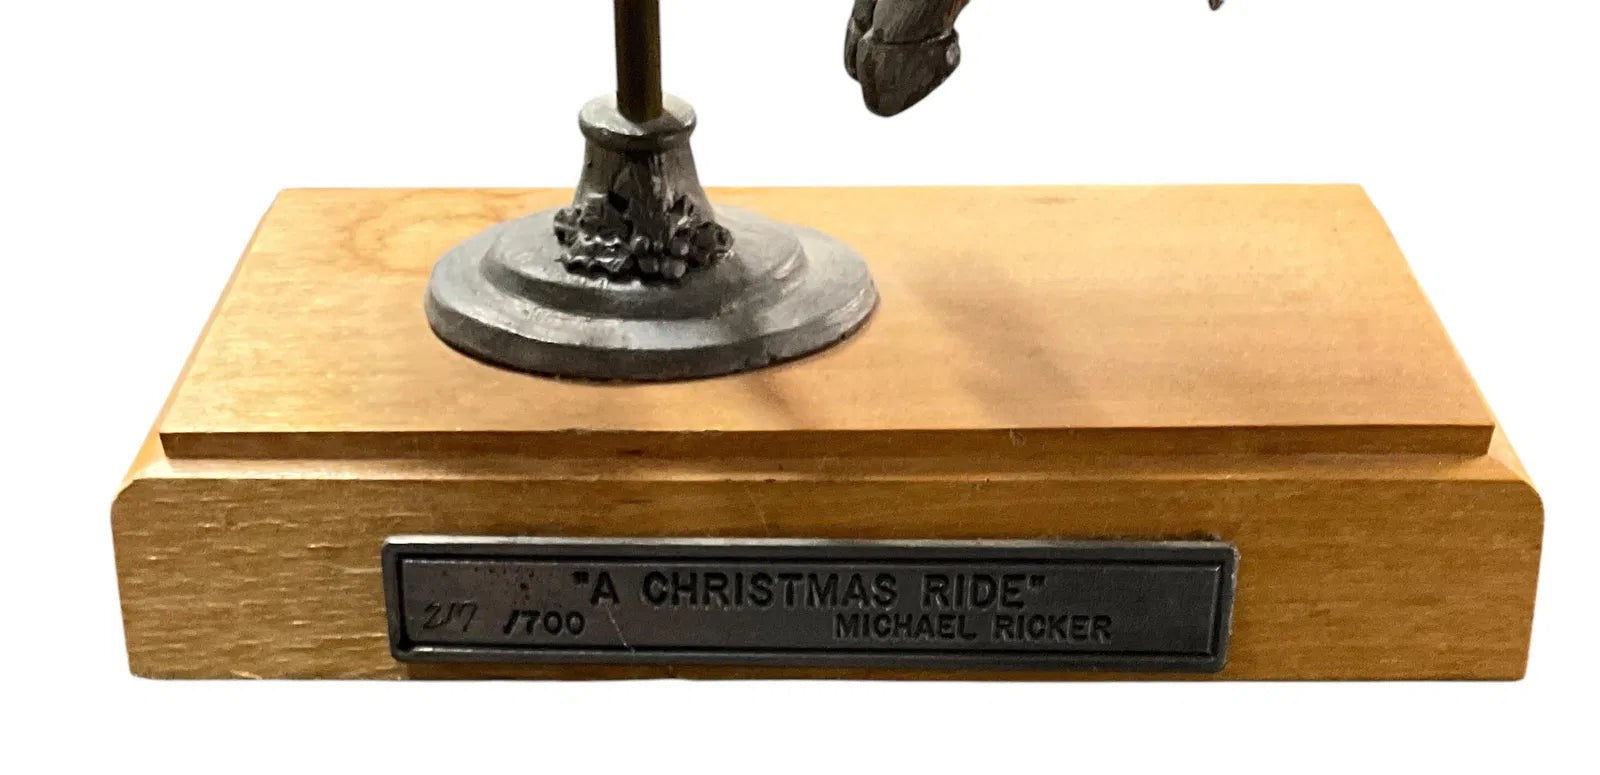 "A CHRISTMAS RIDE"
217 /700 MICHAEL RICKER